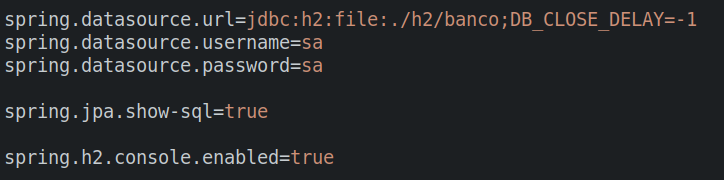 spring.datasource.url=jdbc:h2:file:./h2/banco;DB_CLOSE_DELAY=-1
spring.datasource.username=sa
spring.datasource.password=sa
spring.jpa.show-sql=true
spring.h2.console.enabled=true